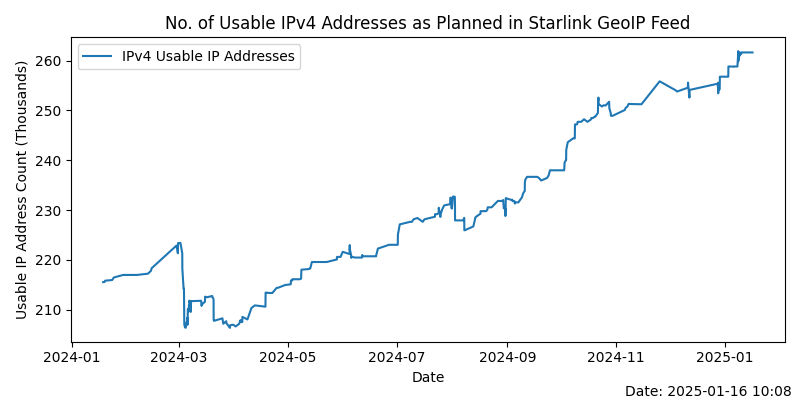 No. of Usable IPv4 Addresses as Planned in Starlink GeoIP Feed
IPv4 Usable IP Addresses
Usable IP Address Count (Thousands)
260
250
240
230
220
210
2024-01 2024-03 2024-05 2024-07 2024-09 2024-11 2025-01
Date
Date: 2025-01-16 10:08